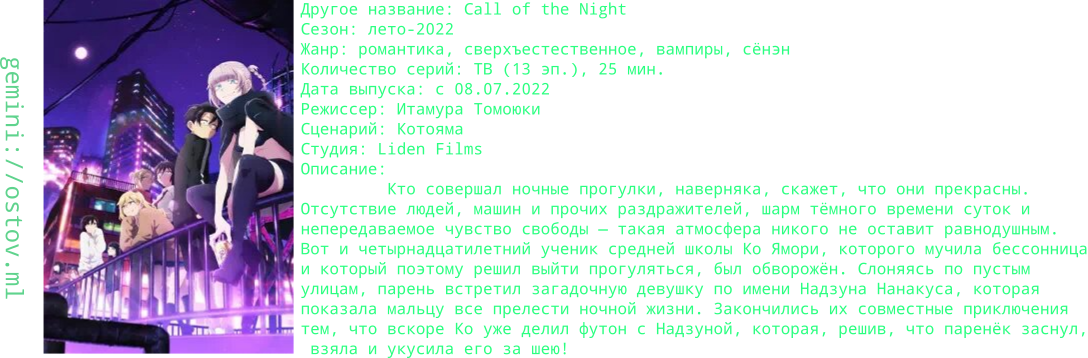 gemini://ostov.ml
Другое название: Call of the Night
Сезон: лето-2022
Жанр: романтика, сверхъестественное, вампиры, сёнэн
Количество серий: ТВ (13 эп.), 25 мин.
Дата выпуска: с 08.07.2022
Режиссер: Итамура Томоюки
Сценарий: Котояма
Студия: Liden Films
Описание:
Кто совершал ночные прогулки, наверняка, скажет, что они прекрасны.
Отсутствие людей, машин и прочих раздражителей, шарм тёмного времени суток и
непередаваемое чувство свободы — такая атмосфера никого не оставит равнодушным.
Вот и четырнадцатилетний ученик средней школы Ко Ямори, которого мучила бессонница
и который поэтому решил выйти прогуляться, был обворожён. Слоняясь по пустым
улицам, парень встретил загадочную девушку по имени Надзуна Нанакуса, которая
показала мальцу все прелести ночной жизни. Закончились их совместные приключения
тем, что вскоре Ко уже делил футон с Надзуной, которая, решив, что паренёк заснул,
взяла и укусила его за шею!